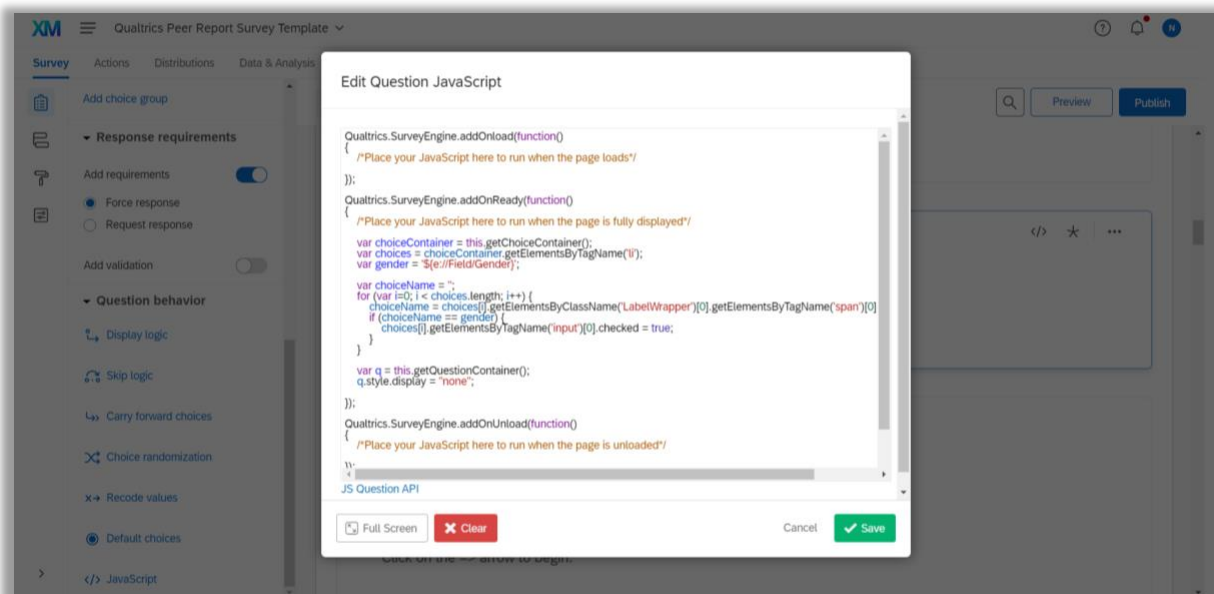 XM Qualtrics Peer Report Survey Template N
Survey Actions Distributions Data & Analysis
Add choice group
Preview Publish
Response requirements
Add requirements
Force response
Request response
Add validation
Question behavior
Display logic
Skip logic
Carry forward choices
Choice randomization
Recode values
Default choices
</> JavaScript
Edit Question JavaScript
Qualtrics.SurveyEngine.addOnload(function()
{
/*Place your JavaScript here to run when the page loads*/
});
Qualtrics.SurveyEngine.addOnReady(function()
{
/*Place your JavaScript here to run when the page is fully displayed*/
var choiceContainer = this.getChoiceContainer();
var choices = choiceContainer.getElementsByTagName('li');
var gender = '${e://Field/Gender}';
var choiceName = '';
for (var i=0; i < choices.length; i++) {
choiceName = choices[i].getElementsByClassName('LabelWrapper')[0].getElementsByTagName('span')[0]
if (choiceName == gender) {
choices[i].getElementsByTagName('input')[0].checked = true;
}
}
var q = this.getQuestionContainer();
q.style.display = "none";
});
Qualtrics.SurveyEngine.addOnUnload(function()
{
/*Place your JavaScript here to run when the page is unloaded*/
JS Question API
Full Screen Clear Cancel Save
</>
Click on the => arrow to begin.